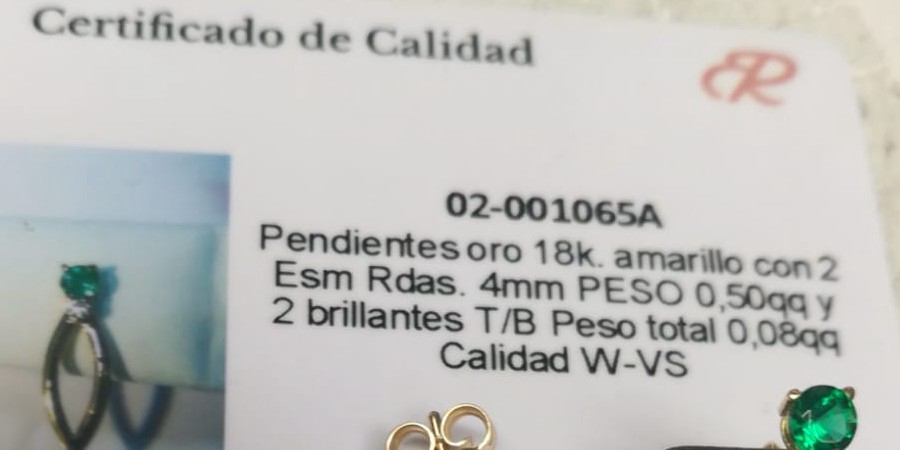 Certificado de Calidad
ER
02-001065A
Pendientes oro 18k. amarillo con 2
Esm Rdas. 4mm PESO 0,50qq y
2 brillantes T/B Peso total 0,08qq
Calidad W-VS